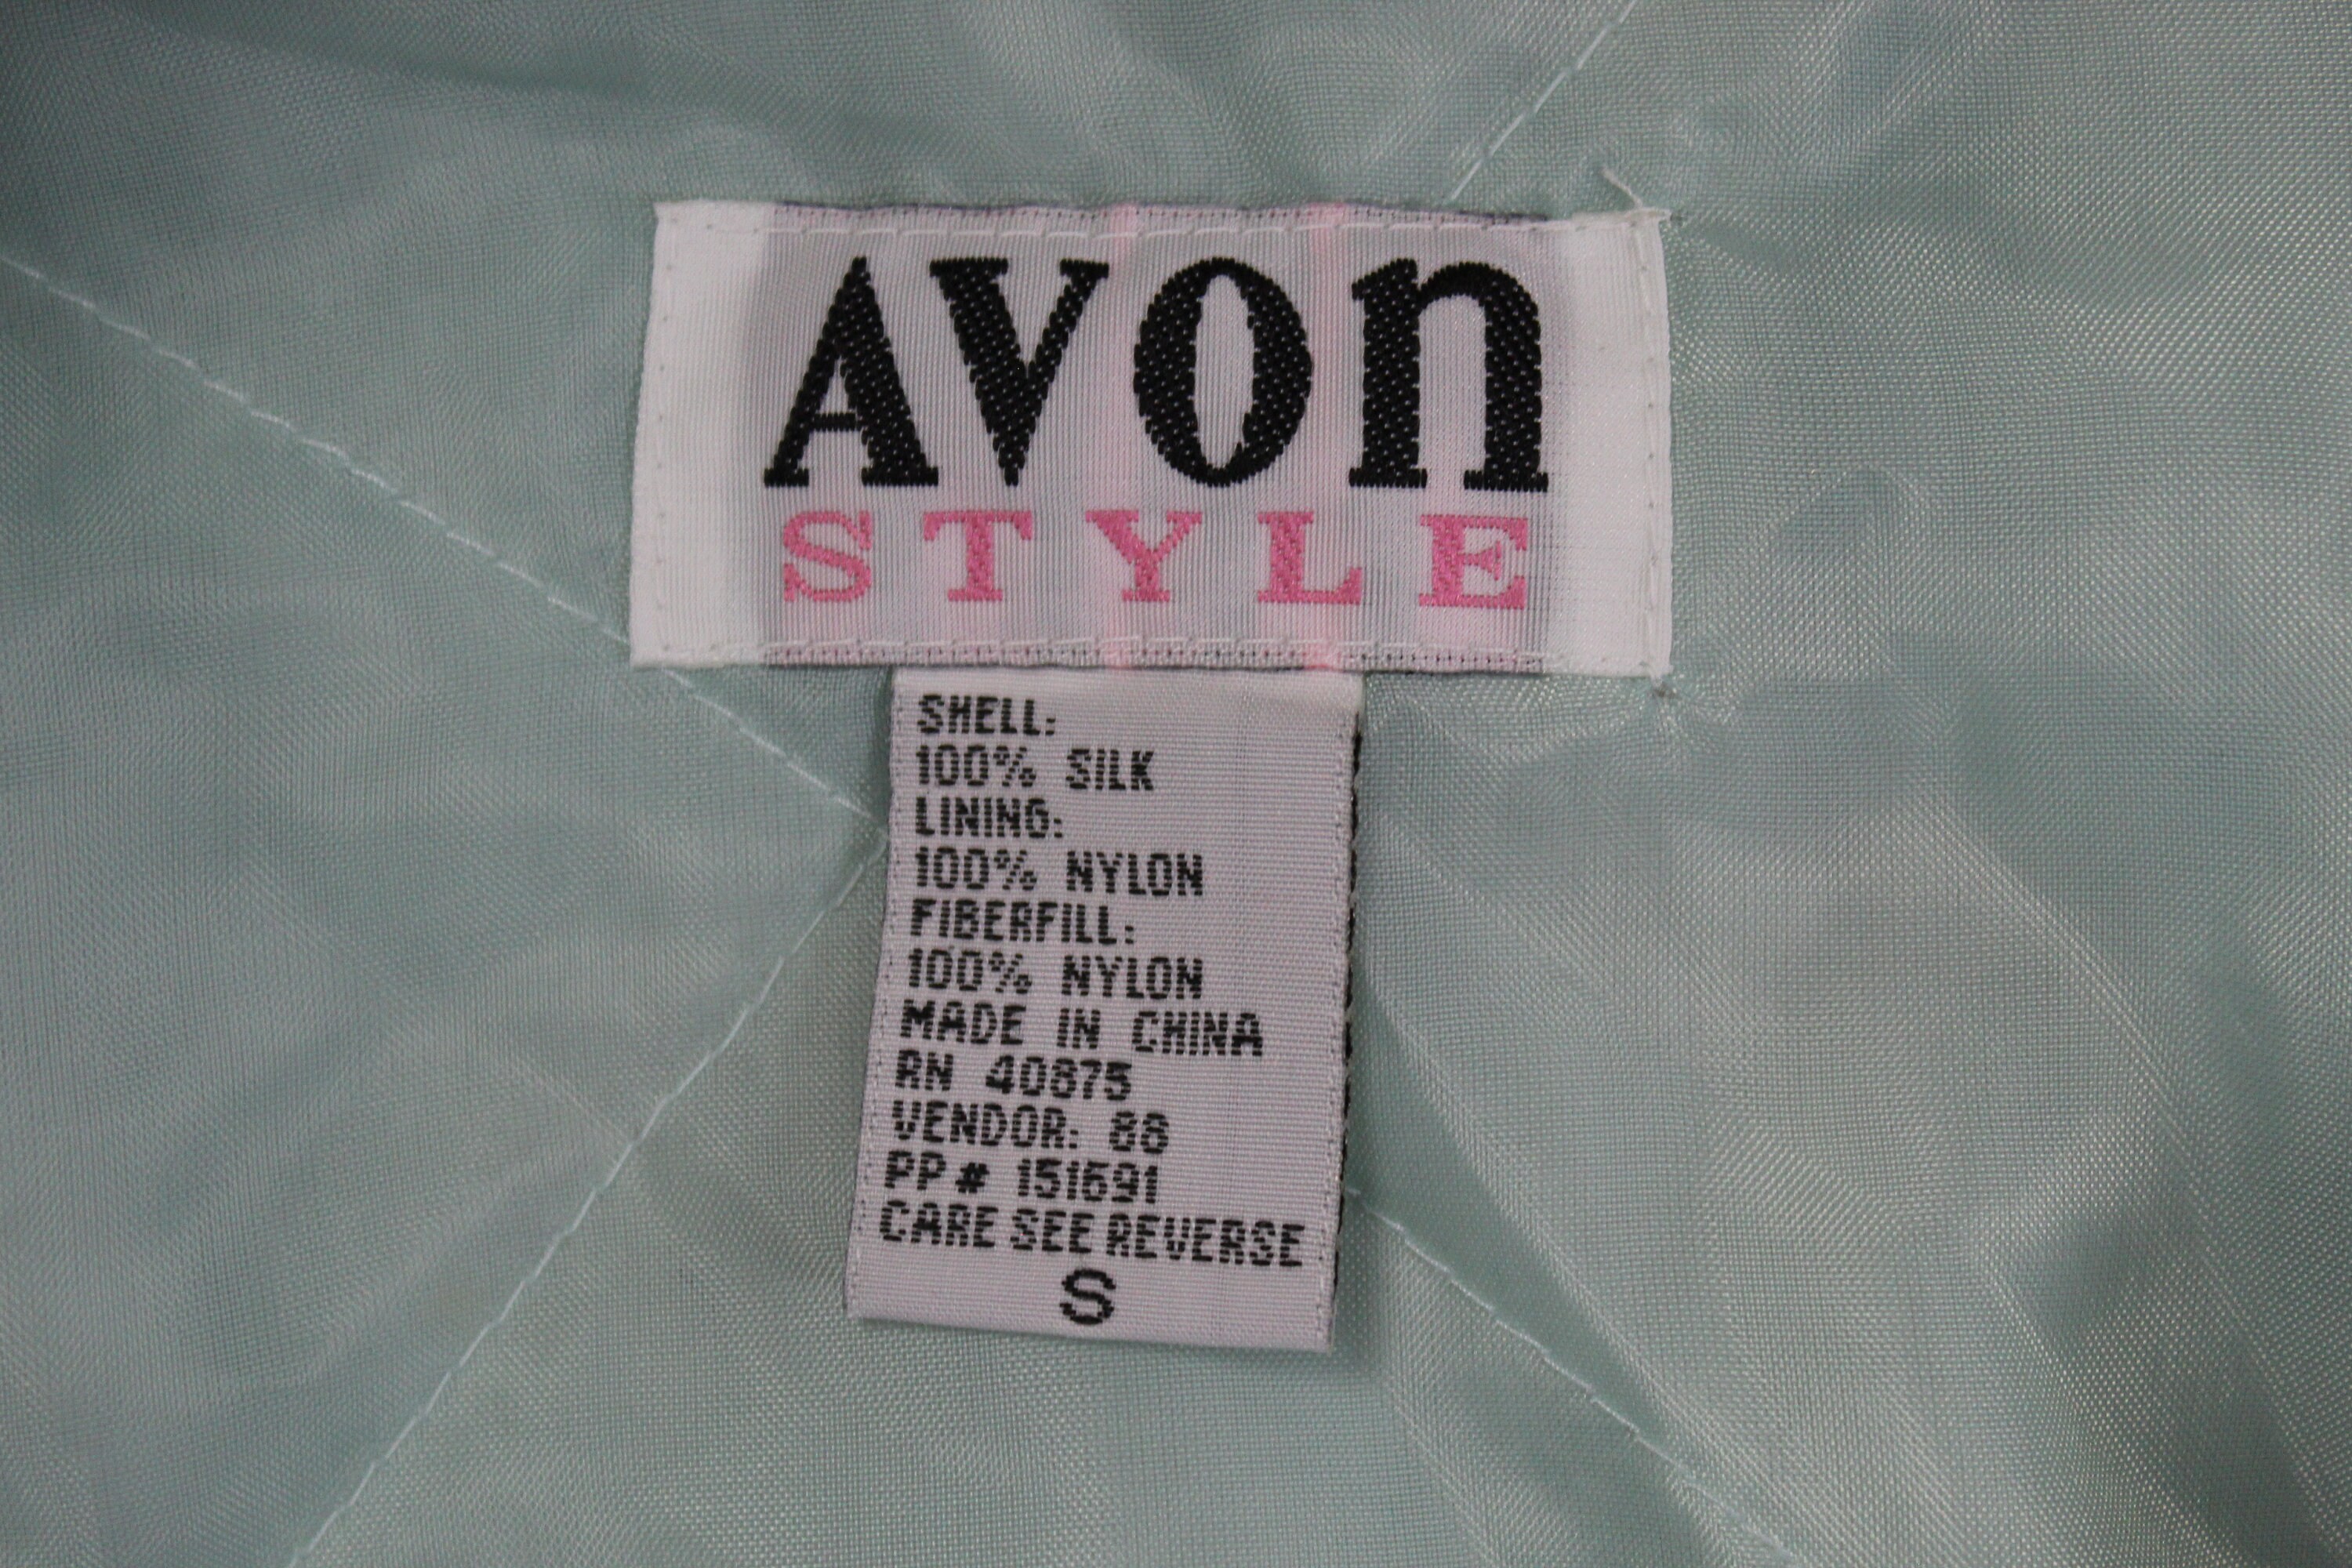 AVon
STYLE
SHELL:
100% SILK
LINING:
100% NYLON
FIBERFILL:
100% NYLON
MADE IN CHINA
RN 40875
VENDOR: 88
PP# 151591
CARE SEE REVERSE
S